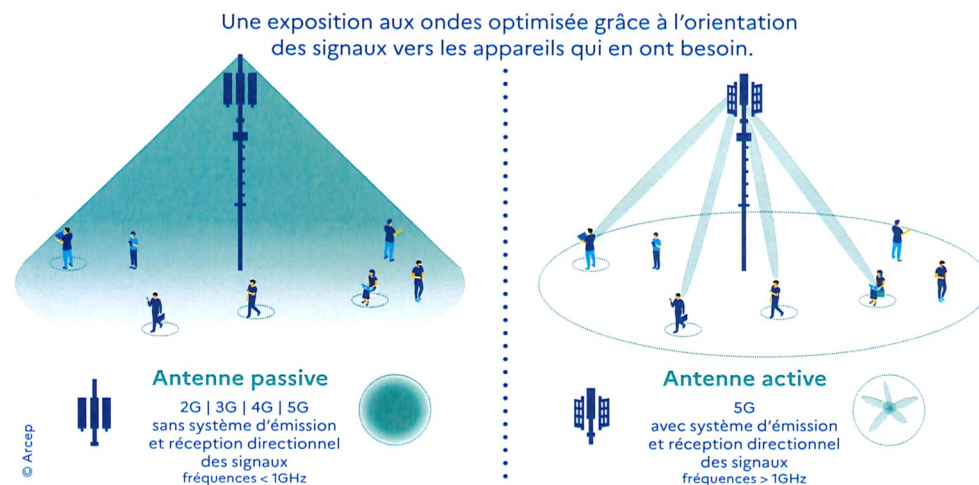 Une exposition aux ondes optimisée grâce à l'orientation
des signaux vers les appareils qui en ont besoin.
Antenne passive
2G | 3G | 4G | 5G
sans système d'émission
et réception directionnel
des signaux
fréquences < 1GHz
Antenne active
5G
avec système d'émission
et réception directionnel
des signaux
fréquences > 1GHz
© Arcep